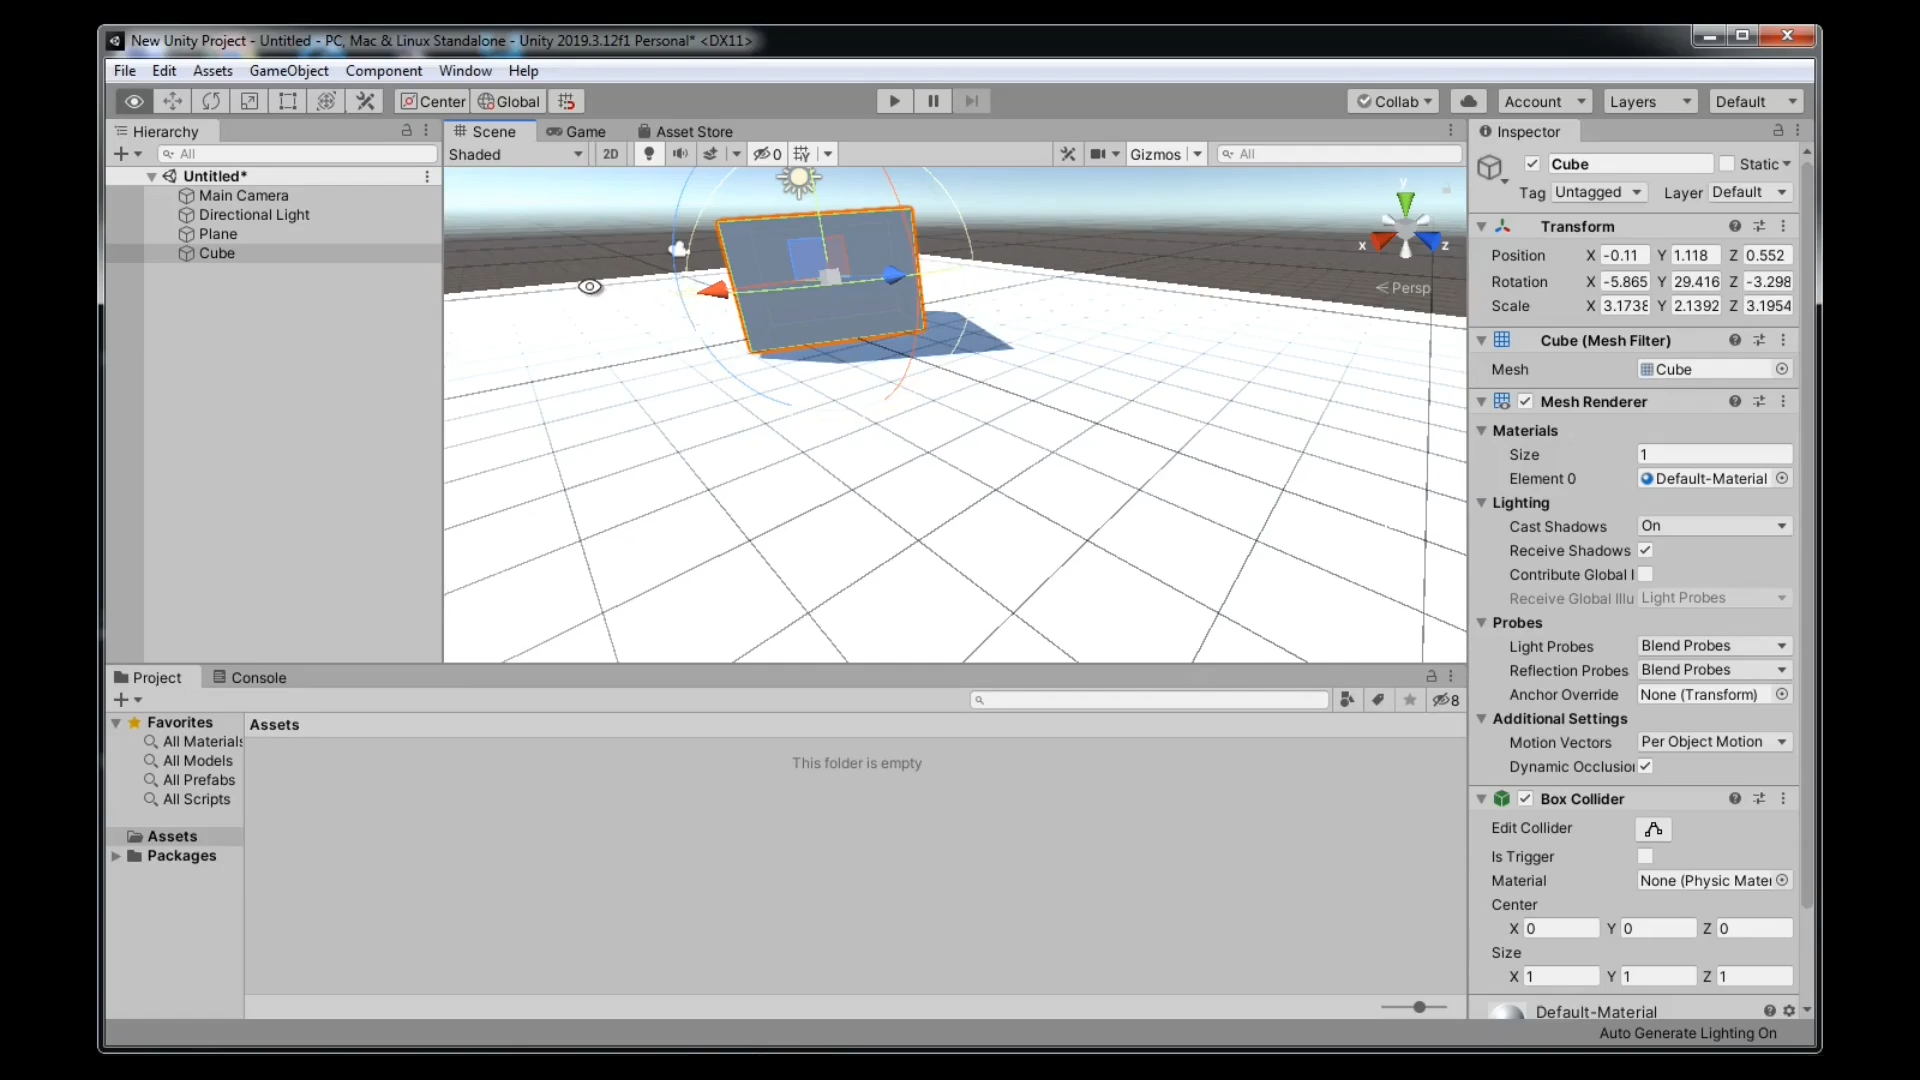 New Unity Project - Untitled - PC, Mac & Linux Standalone - Unity 2019.3.12f1 Personal* <DX11>
File Edit Assets GameObject Component Window Help
Center Global Collab Account Layers Default
Hierarchy
All
Untitled*
Main Camera
Directional Light
Plane
Cube
Scene Game Asset Store
Shaded 2D 0 Gizmos All
y
x z
Persp
Inspector
Cube Static
Tag Untagged Layer Default
Transform
Position X -0.11 Y 1.118 Z 0.552
Rotation X -5.865 Y 29.416 Z -3.298
Scale X 3.1738 Y 2.1392 Z 3.1954
Cube (Mesh Filter)
Mesh Cube
Mesh Renderer
Materials
Size 1
Element 0 Default-Material
Lighting
Cast Shadows On
Receive Shadows
Contribute Global I
Receive Global Illu Light Probes
Probes
Light Probes Blend Probes
Reflection Probes Blend Probes
Anchor Override None (Transform)
Additional Settings
Motion Vectors Per Object Motion
Dynamic Occlusion
Box Collider
Edit Collider
Is Trigger
Material None (Physic Mater
Center
X 0 Y 0 Z 0
Size
X 1 Y 1 Z 1
Default-Material
Project Console
8
Favorites
All Materials
All Models
All Prefabs
All Scripts
Assets
Packages
Assets
This folder is empty
Auto Generate Lighting On